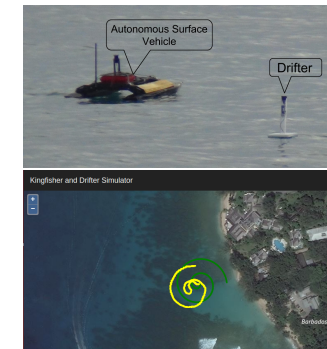 Autonomous Surface
Vehicle
Drifter
Kingfisher and Drifter Simulator
+
−
Barbados